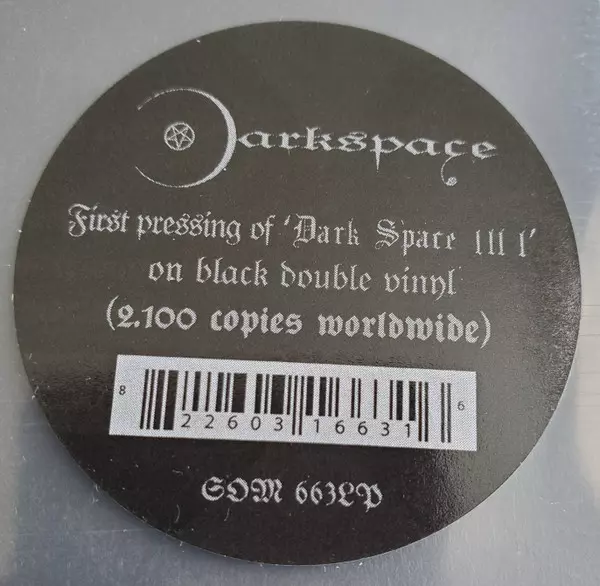 Darkspace
First pressing of 'Dark Space III I'
on black double vinyl
(2.100 copies worldwide)
8 22603 16631 6
SOM 663LP